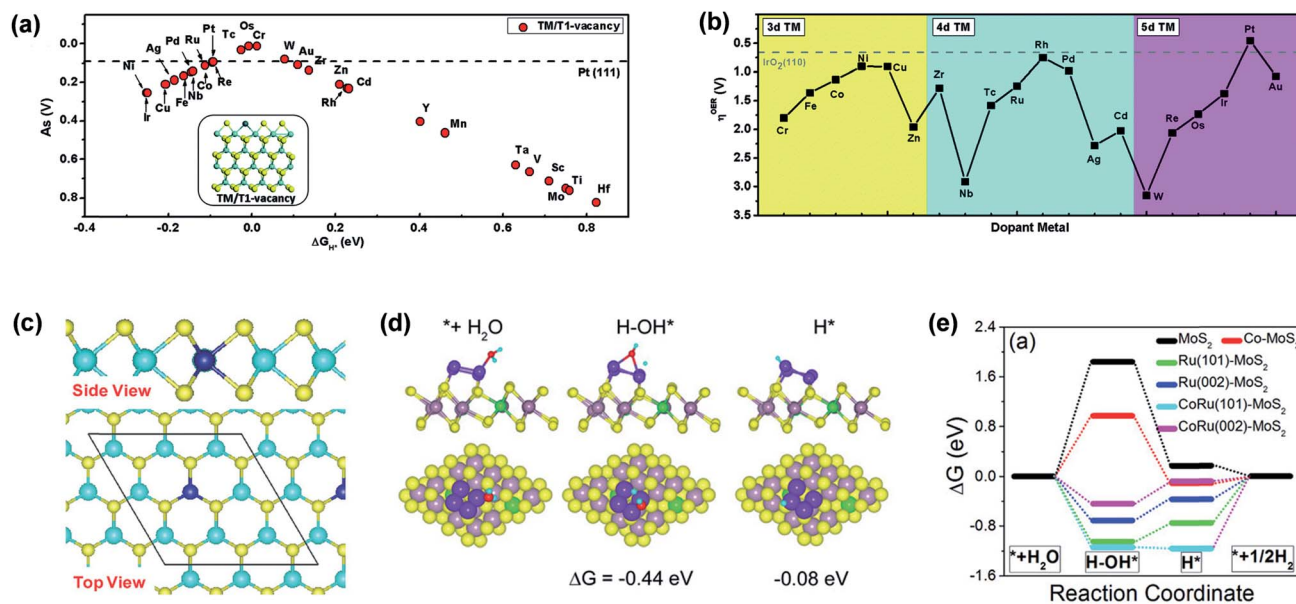 (a)
TM/T1-vacancy
Pt
Os
Tc
Cr
Ru
Pd
Ag
Ni
W
Au
Zr
Pt (111)
Ir
Cu
Fe
Nb
Co
Re
Zn
Cd
Rh
Y
Mn
Ta
V
Sc
Mo
Ti
Hf
TM/T1-vacancy
As (V)
0.0
0.2
0.4
0.6
0.8
-0.4
-0.2
0.0
0.2
0.4
0.6
0.8
ΔG_H* (eV)
(b)
3d TM
4d TM
5d TM
IrO₂(110)
Cr
Fe
Co
Ni
Cu
Zn
Zr
Nb
Tc
Ru
Rh
Pd
Ag
Cd
W
Re
Os
Ir
Pt
Au
η^OER (V)
0.5
1.0
1.5
2.0
2.5
3.0
3.5
Dopant Metal
(c)
Side View
Top View
(d)
*+ H₂O
H-OH*
H*
ΔG = -0.44 eV
-0.08 eV
(e)
(a)
MoS₂
Co-MoS₂
Ru(101)-MoS₂
Ru(002)-MoS₂
CoRu(101)-MoS₂
CoRu(002)-MoS₂
ΔG (eV)
2.4
1.6
0.8
0.0
-0.8
-1.6
*+H₂O
H-OH*
H*
*+1/2H₂
Reaction Coordinate